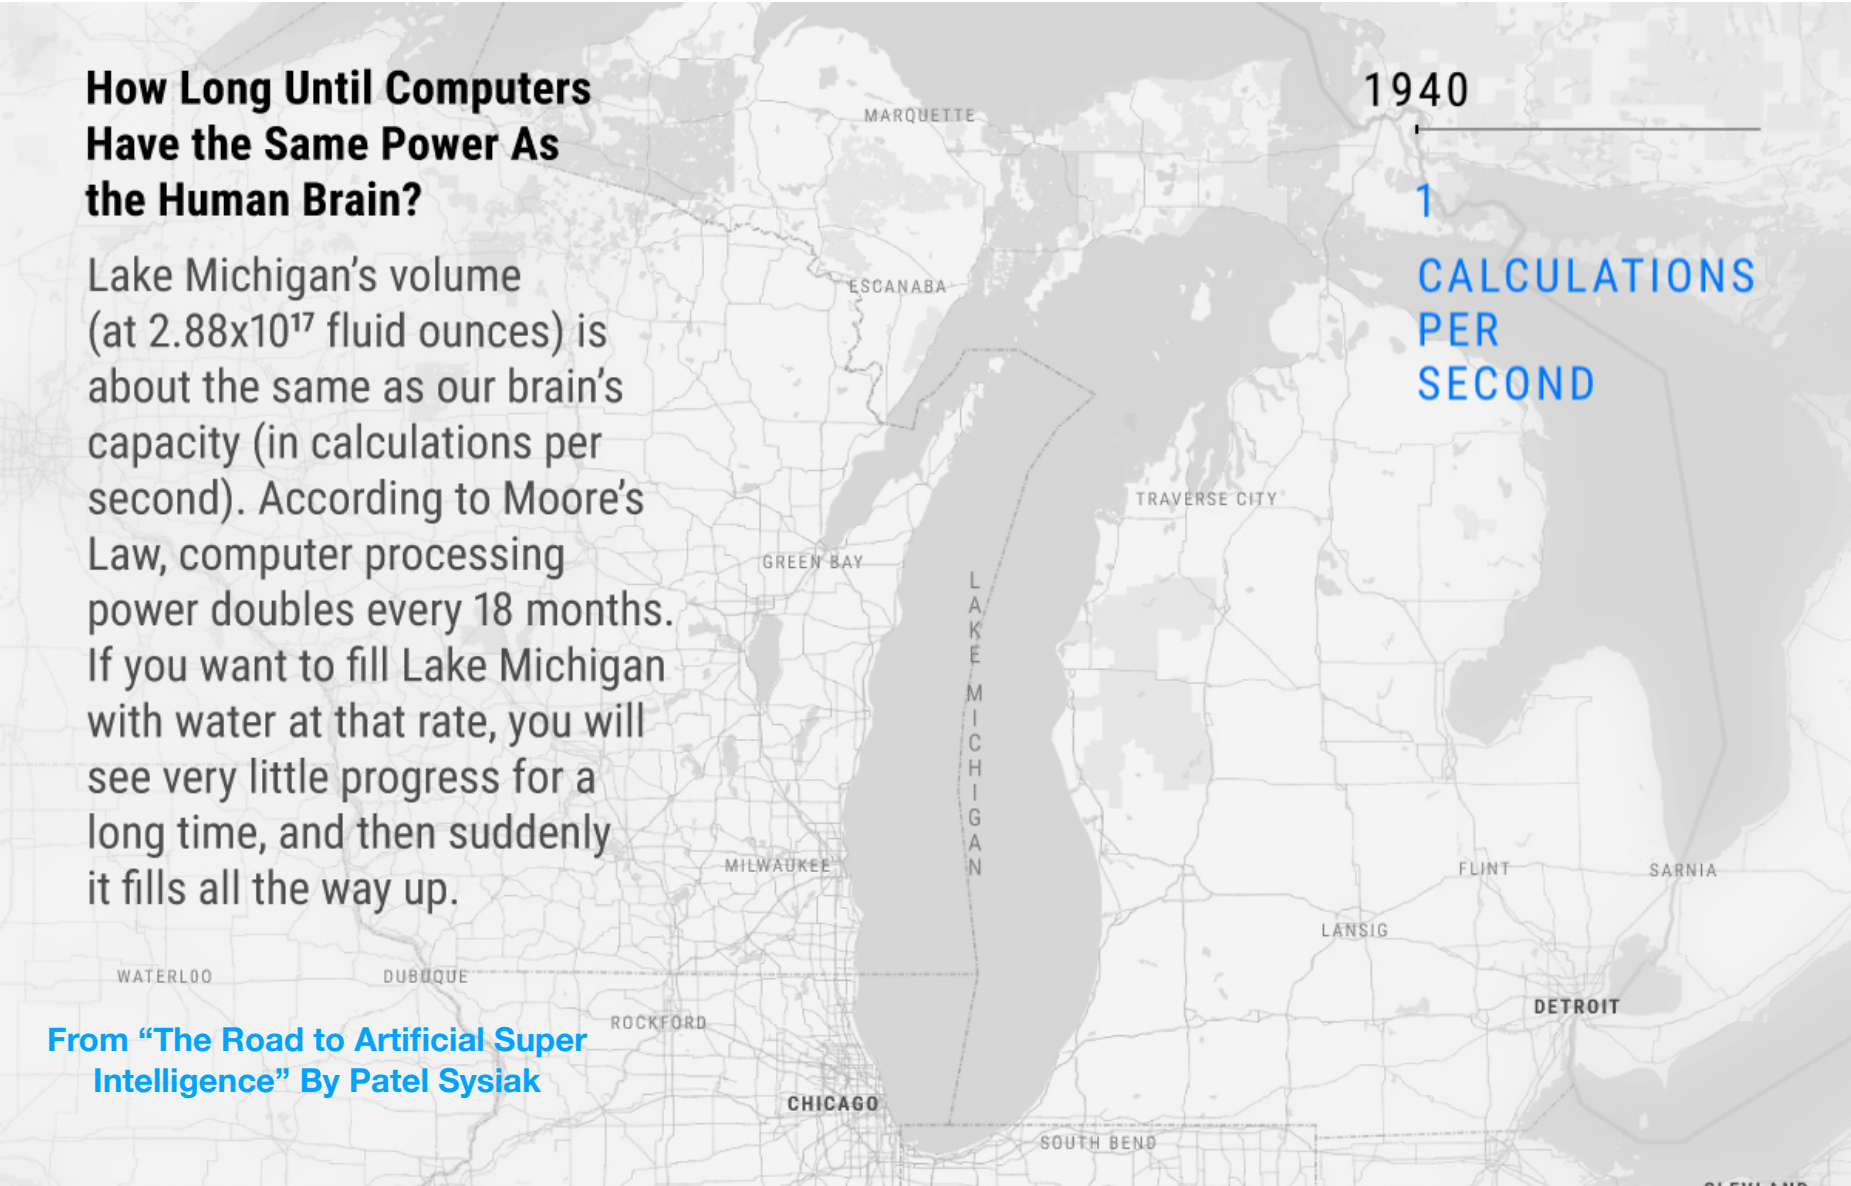 How Long Until Computers
Have the Same Power As
the Human Brain?
Lake Michigan's volume
(at 2.88x10¹⁷ fluid ounces) is
about the same as our brain's
capacity (in calculations per
second). According to Moore's
Law, computer processing
power doubles every 18 months.
If you want to fill Lake Michigan
with water at that rate, you will
see very little progress for a
long time, and then suddenly
it fills all the way up.
From “The Road to Artificial Super
Intelligence” By Patel Sysiak
1940
1
CALCULATIONS
PER
SECOND
MARQUETTE
ESCANABA
TRAVERSE CITY
GREEN BAY
LAKE MICHIGAN
MILWAUKEE
FLINT
SARNIA
LANSIG
WATERLOO
DUBUQUE
DETROIT
ROCKFORD
CHICAGO
SOUTH BEND
CLEVELAND